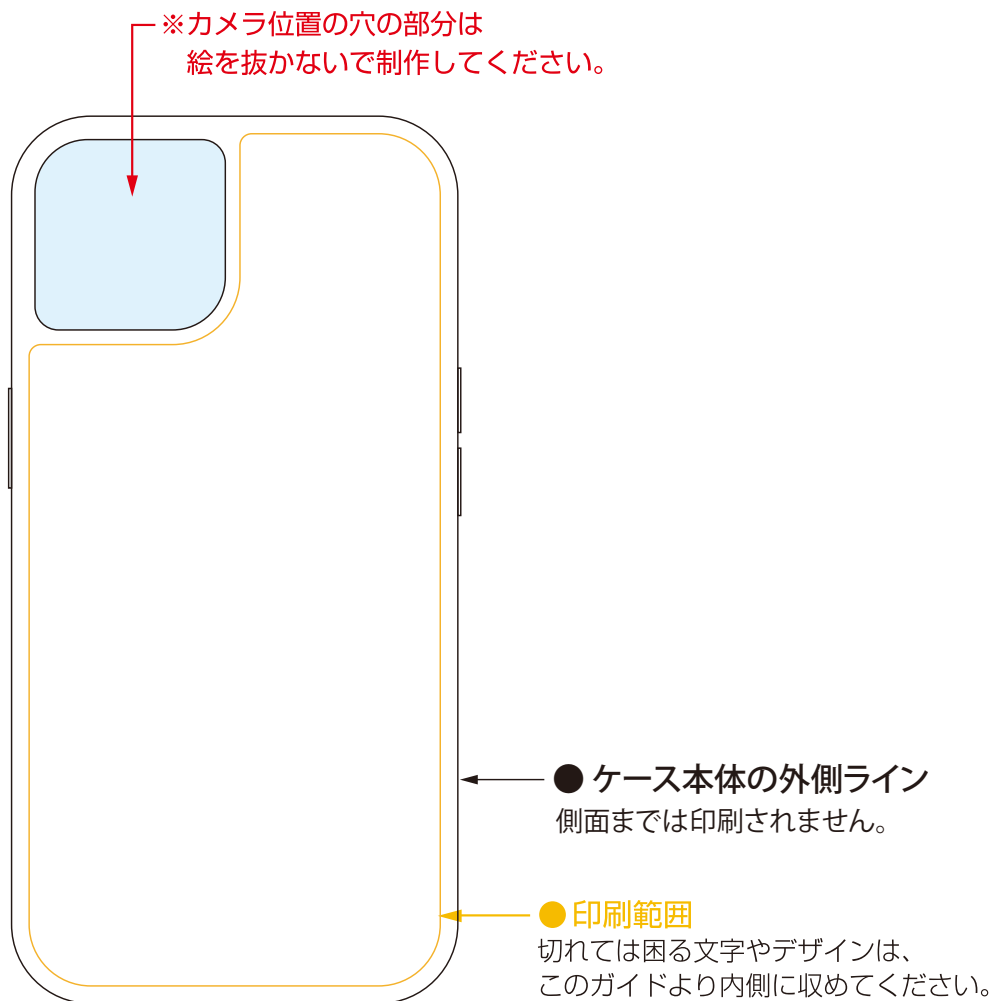 ※カメラ位置の穴の部分は
絵を抜かないで制作してください。
● ケース本体の外側ライン
側面までは印刷されません。
● 印刷範囲
切れては困る文字やデザインは、
このガイドより内側に収めてください。